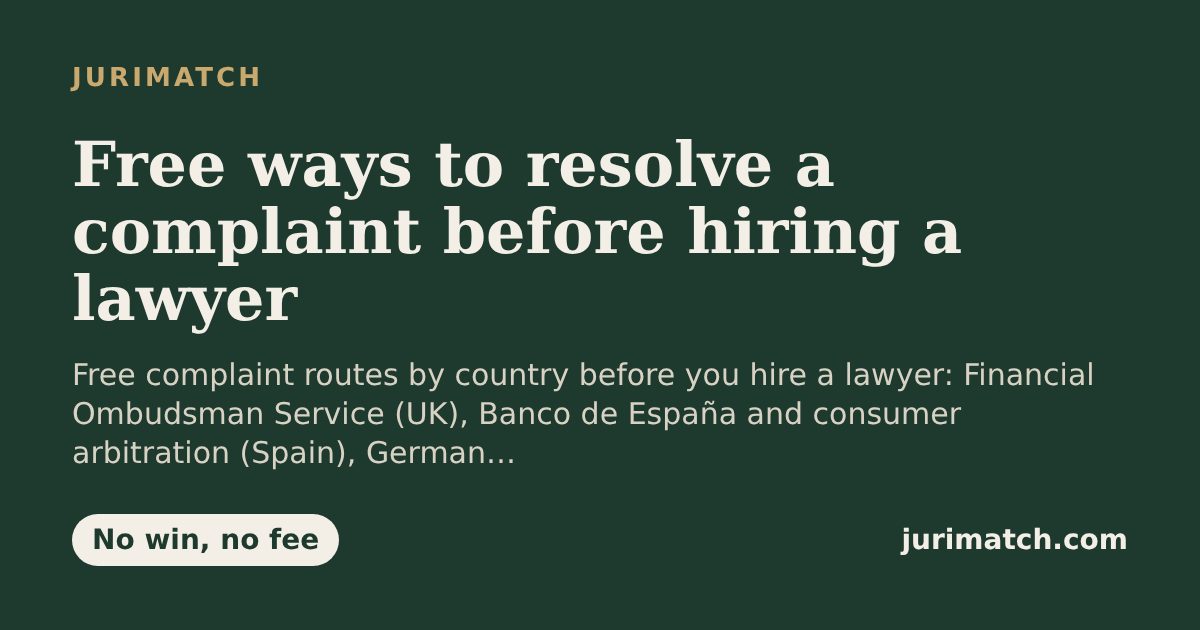 JURIMATCH
Free ways to resolve a
complaint before hiring a
lawyer
Free complaint routes by country before you hire a lawyer: Financial
Ombudsman Service (UK), Banco de España and consumer
arbitration (Spain), German…
No win, no fee
jurimatch.com